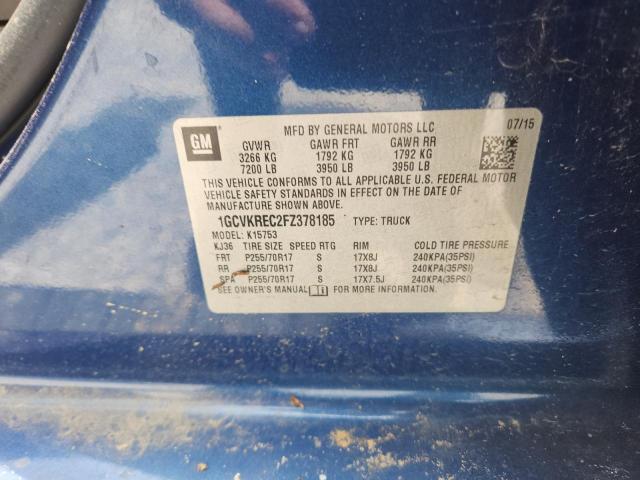 GM
MFD BY GENERAL MOTORS LLC 07/15
GVWR GAWR FRT GAWR RR
3266 KG 1792 KG 1792 KG
7200 LB 3950 LB 3950 LB
THIS VEHICLE CONFORMS TO ALL APPLICABLE U.S. FEDERAL MOTOR
VEHICLE SAFETY STANDARDS IN EFFECT ON THE DATE OF
MANUFACTURE SHOWN ABOVE.
1GCVKREC2FZ378185 TYPE: TRUCK
MODEL: K15753
KJ36 TIRE SIZE SPEED RTG RIM COLD TIRE PRESSURE
FRT P255/70R17 S 17X8J 240KPA(35PSI)
RR P255/70R17 S 17X8J 240KPA(35PSI)
SPA P255/70R17 S 17X7.5J 240KPA(35PSI)
SEE OWNER'S MANUAL FOR MORE INFORMATION.